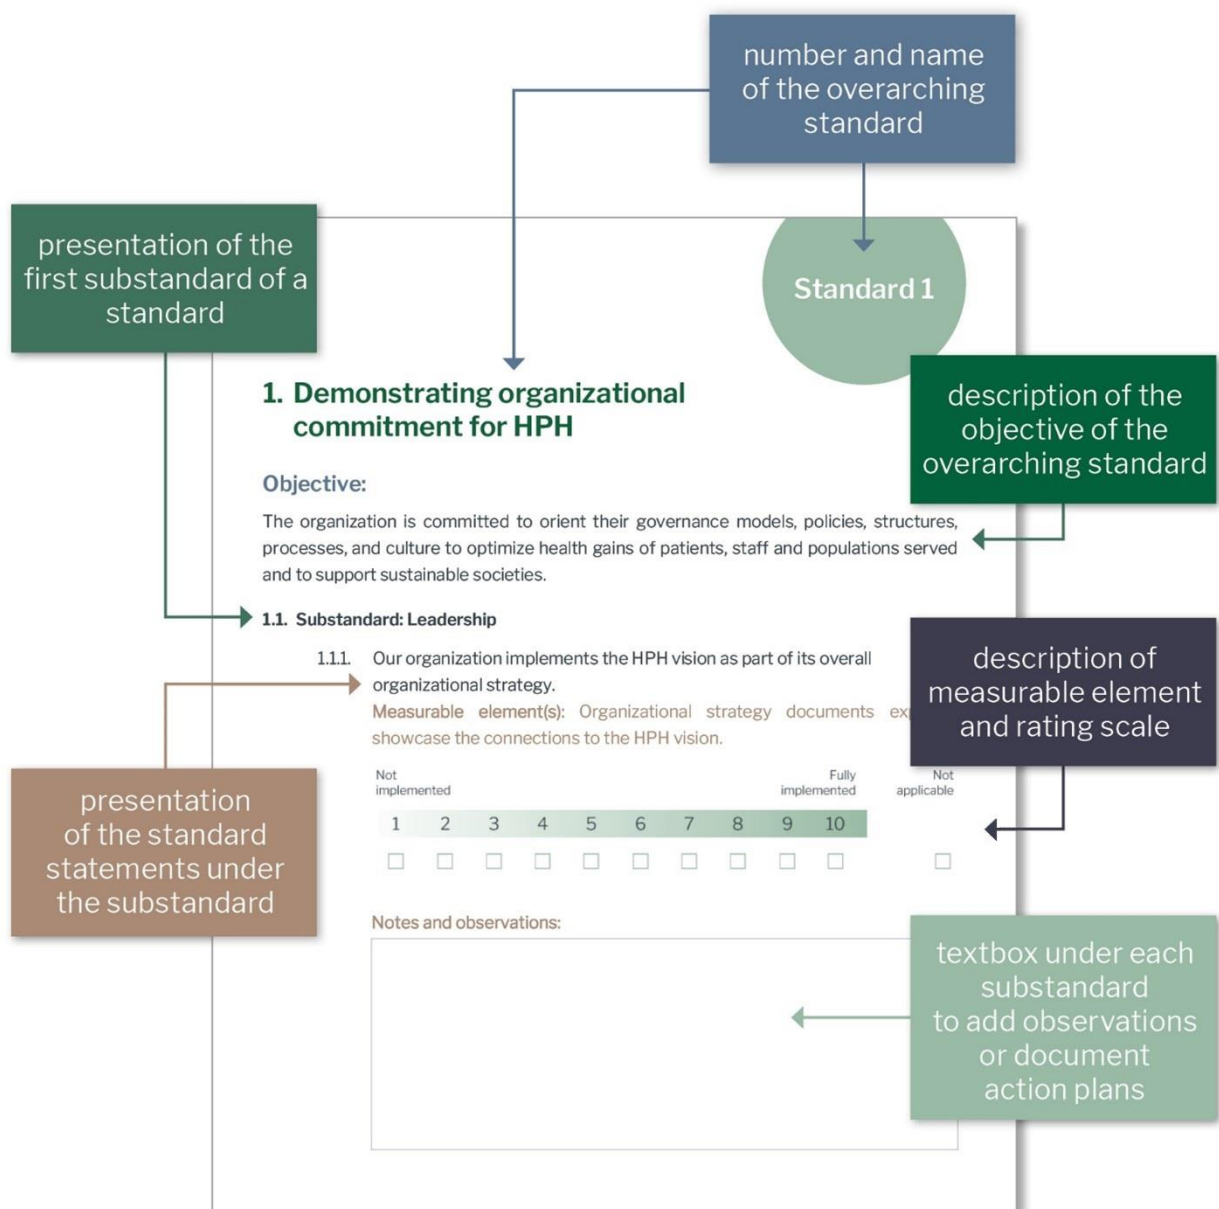 number and name
of the overarching
standard
presentation of the
first substandard of a
standard
Standard 1
1. Demonstrating organizational
commitment for HPH
description of the
objective of the
overarching standard
Objective:
The organization is committed to orient their governance models, policies, structures,
processes, and culture to optimize health gains of patients, staff and populations served
and to support sustainable societies.
1.1. Substandard: Leadership
1.1.1. Our organization implements the HPH vision as part of its overall
organizational strategy.
Measurable element(s): Organizational strategy documents
showcase the connections to the HPH vision.
description of
measurable element
and rating scale
presentation
of the standard
statements under
the substandard
Not
implemented
Fully
implemented
Not
applicable
1 2 3 4 5 6 7 8 9 10
Notes and observations:
textbox under each
substandard
to add observations
or document
action plans